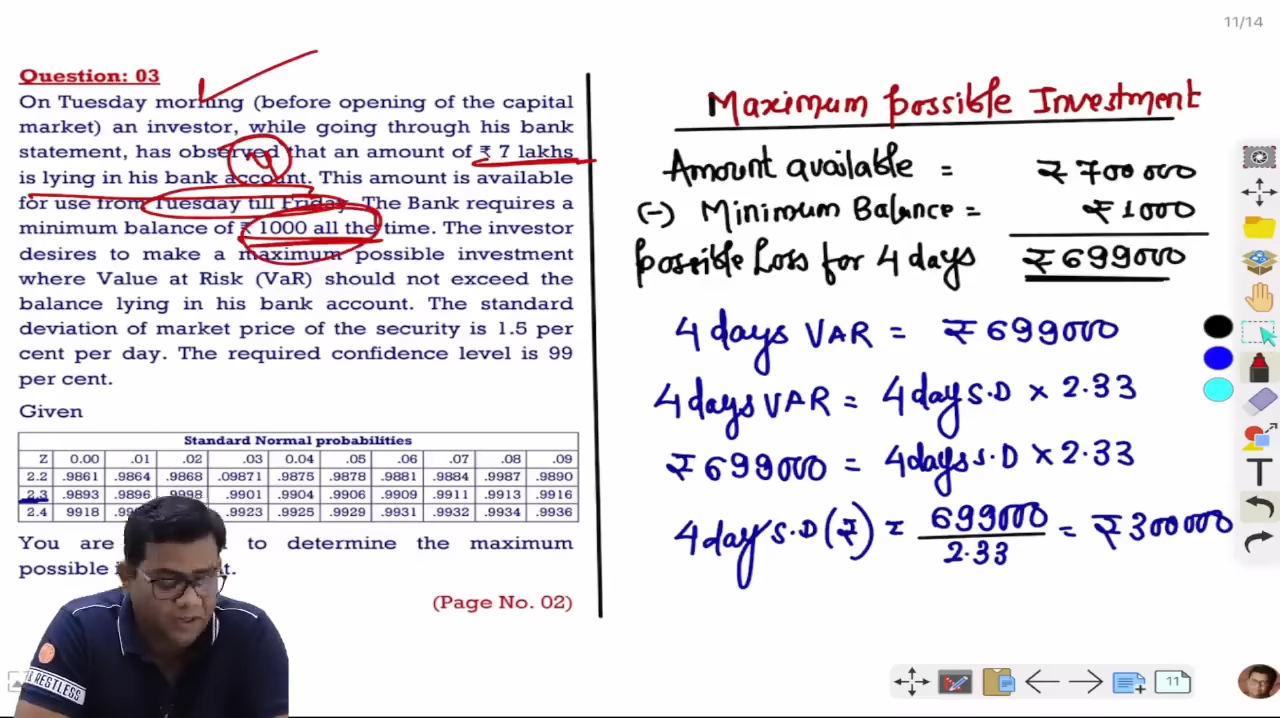 11/14
Question: 03
On Tuesday morning (before opening of the capital
market) an investor, while going through his bank
statement, has observed that an amount of ₹ 7 lakhs
is lying in his bank account. This amount is available
for use from Tuesday till Friday. The Bank requires a
minimum balance of ₹ 1000 all the time. The investor
desires to make a maximum possible investment
where Value at Risk (VaR) should not exceed the
balance lying in his bank account. The standard
deviation of market price of the security is 1.5 per
cent per day. The required confidence level is 99
per cent.
Given
Standard Normal probabilities
Z 0.00 .01 .02 .03 0.04 .05 .06 .07 .08 .09
2.2 .9861 .9864 .9868 .09871 .9875 .9878 .9881 .9884 .9987 .9890
2.3 .9893 .9896 .9998 .9901 .9904 .9906 .9909 .9911 .9913 .9916
2.4 9918 .9923 .9925 .9929 .9931 .9932 .9934 .9936
You are to determine the maximum
possible
(Page No. 02)
Maximum possible Investment
Amount available = ₹700000
(-) Minimum Balance = ₹1000
possible Loss for 4 days ₹699000
4 days VAR = ₹699000
4 days VAR = 4 day S.D × 2.33
₹699000 = 4 days S.D × 2.33
4 day S.D (₹) = 699000 / 2.33 = ₹300000
RESTLESS
T
11